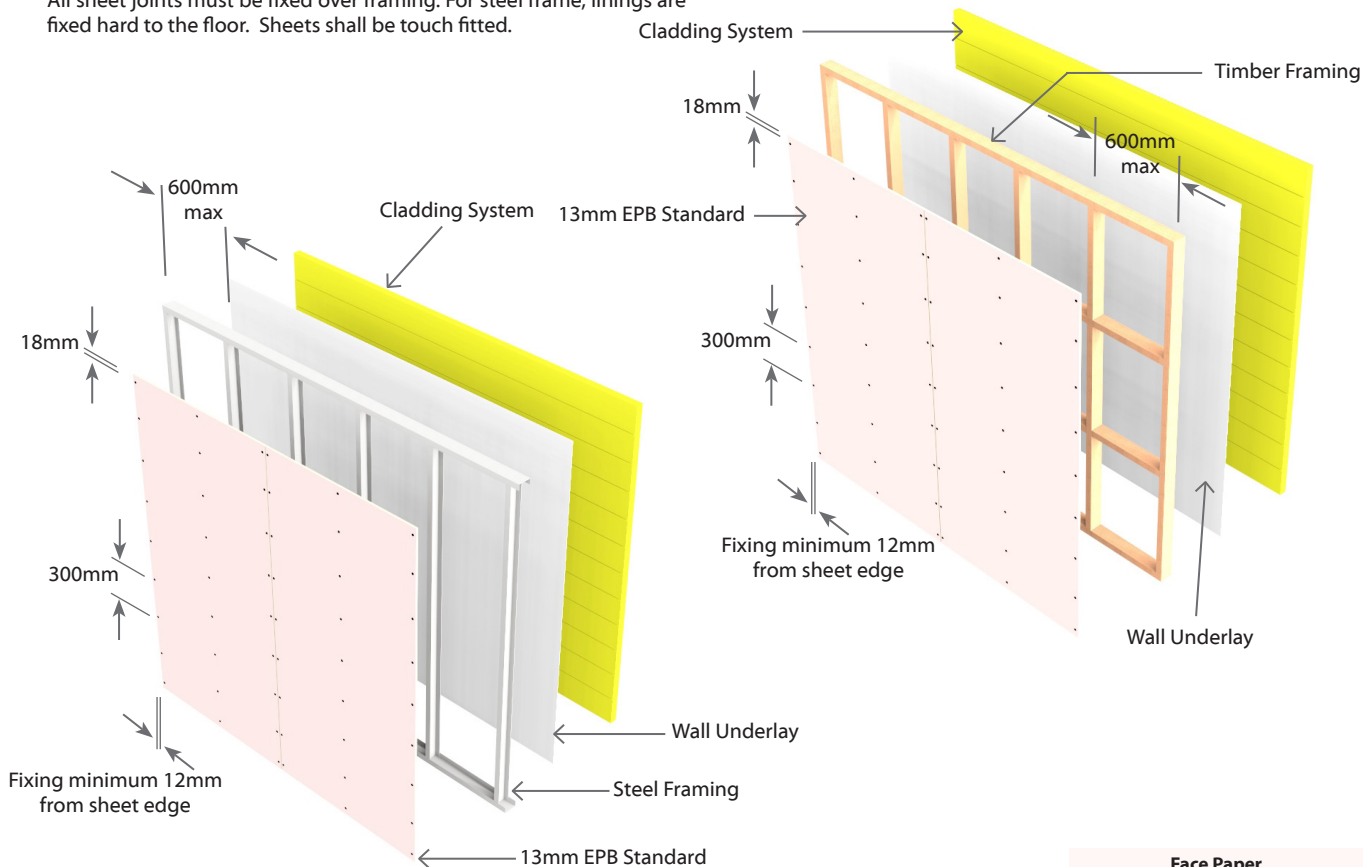 All sheet joints must be fixed over framing. For steel frame, linings are
fixed hard to the floor. Sheets shall be touch fitted.
Cladding System
Timber Framing
18mm
600mm
max
13mm EPB Standard
300mm
Fixing minimum 12mm
from sheet edge
Wall Underlay
600mm
max
Cladding System
18mm
300mm
Fixing minimum 12mm
from sheet edge
Wall Underlay
Steel Framing
13mm EPB Standard
Face Paper